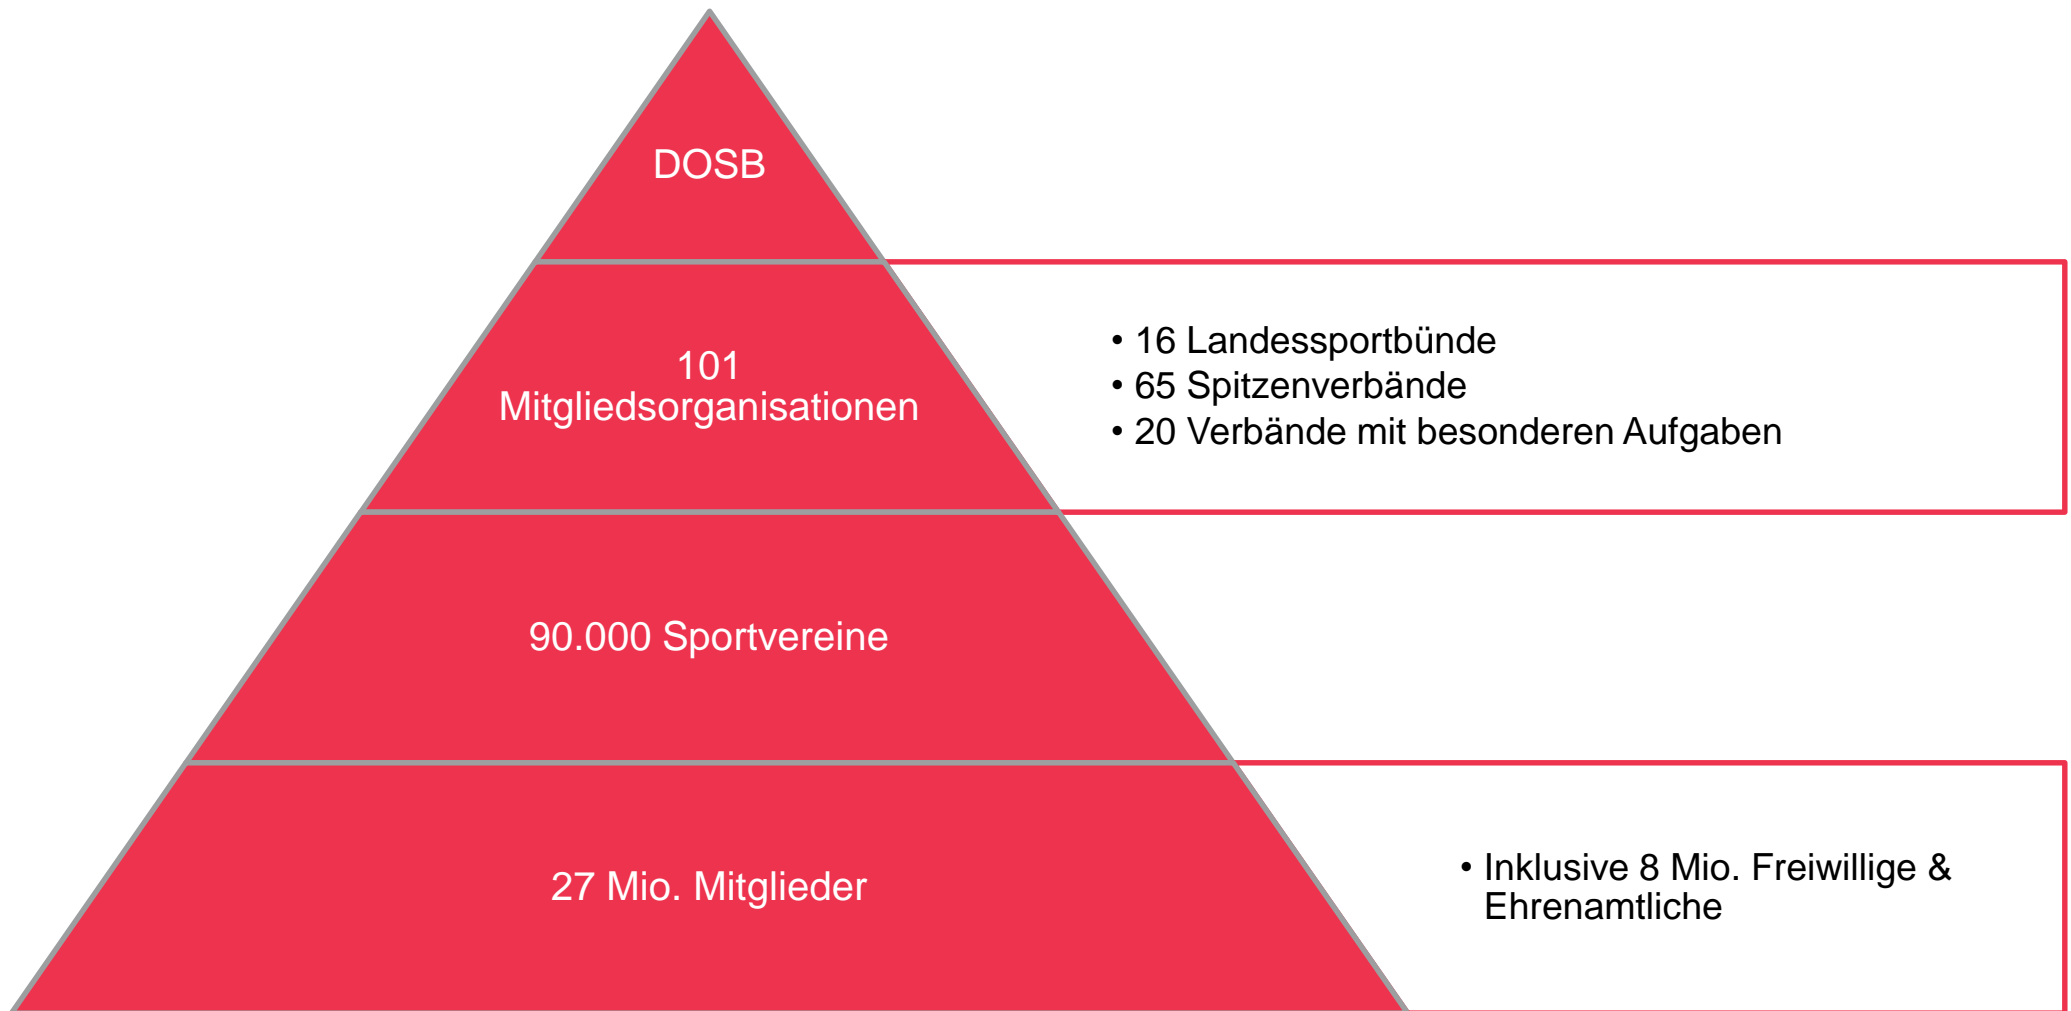 DOSB
101
Mitgliedsorganisationen
• 16 Landessportbünde
• 65 Spitzenverbände
• 20 Verbände mit besonderen Aufgaben
90.000 Sportvereine
27 Mio. Mitglieder
• Inklusive 8 Mio. Freiwillige &
Ehrenamtliche